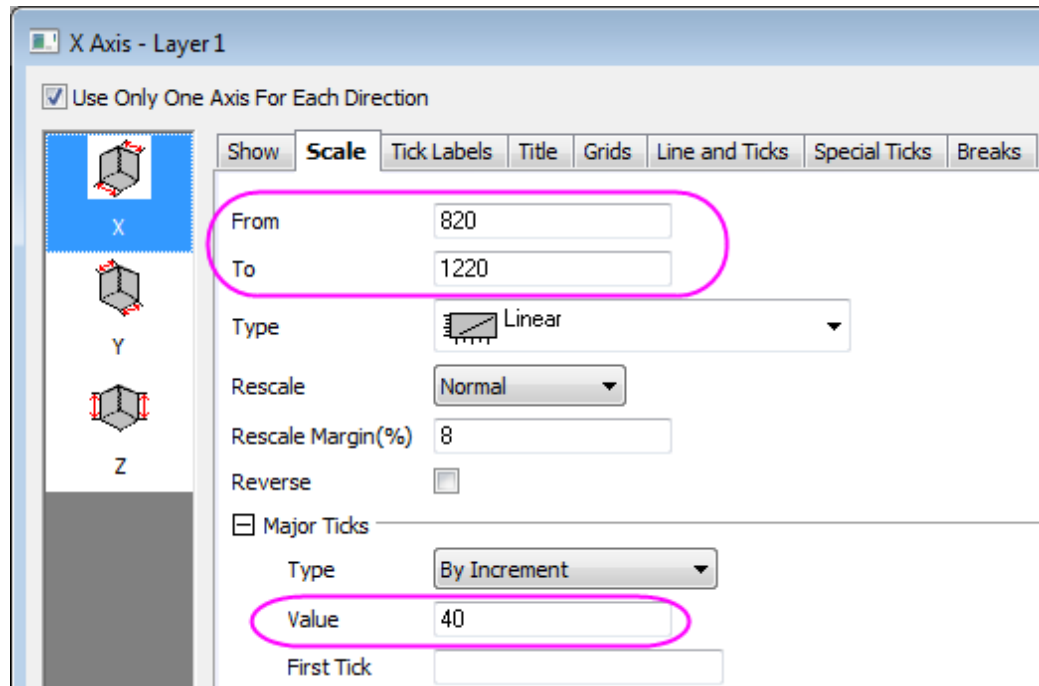 X Axis - Layer 1
Use Only One Axis For Each Direction
X
Y
Z
Show Scale Tick Labels Title Grids Line and Ticks Special Ticks Breaks
From 820
To 1220
Type Linear
Rescale Normal
Rescale Margin(%) 8
Reverse
Major Ticks
Type By Increment
Value 40
First Tick